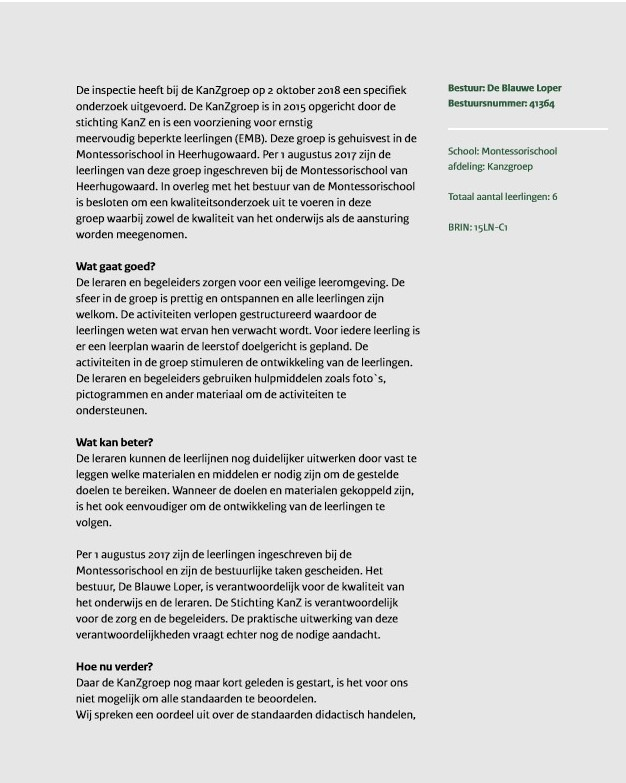 De inspectie heeft bij de KanZgroep op 2 oktober 2018 een specifiek
onderzoek uitgevoerd. De KanZgroep is in 2015 opgericht door de
stichting KanZ en is een voorziening voor ernstig
meervoudig beperkte leerlingen (EMB). Deze groep is gehuisvest in de
Montessorischool in Heerhugowaard. Per 1 augustus 2017 zijn de
leerlingen van deze groep ingeschreven bij de Montessorischool van
Heerhugowaard. In overleg met het bestuur van de Montessorischool
is besloten om een kwaliteitsonderzoek uit te voeren in deze
groep waarbij zowel de kwaliteit van het onderwijs als de aansturing
worden meegenomen.

Wat gaat goed?
De leraren en begeleiders zorgen voor een veilige leeromgeving. De
sfeer in de groep is prettig en ontspannen en alle leerlingen zijn
welkom. De activiteiten verlopen gestructureerd waardoor de
leerlingen weten wat ervan hen verwacht wordt. Voor iedere leerling is
er een leerplan waarin de leerstof doelgericht is gepland. De
activiteiten in de groep stimuleren de ontwikkeling van de leerlingen.
De leraren en begeleiders gebruiken hulpmiddelen zoals foto`s,
pictogrammen en ander materiaal om de activiteiten te
ondersteunen.

Wat kan beter?
De leraren kunnen de leerlijnen nog duidelijker uitwerken door vast te
leggen welke materialen en middelen er nodig zijn om de gestelde
doelen te bereiken. Wanneer de doelen en materialen gekoppeld zijn,
is het ook eenvoudiger om de ontwikkeling van de leerlingen te
volgen.

Per 1 augustus 2017 zijn de leerlingen ingeschreven bij de
Montessorischool en zijn de bestuurlijke taken gescheiden. Het
bestuur, De Blauwe Loper, is verantwoordelijk voor de kwaliteit van
het onderwijs en de leraren. De Stichting KanZ is verantwoordelijk
voor de zorg en de begeleiders. De praktische uitwerking van deze
verantwoordelijkheden vraagt echter nog de nodige aandacht.

Hoe nu verder?
Daar de KanZgroep nog maar kort geleden is gestart, is het voor ons
niet mogelijk om alle standaarden te beoordelen.
Wij spreken een oordeel uit over de standaarden didactisch handelen,

Bestuur: De Blauwe Loper
Bestuursnummer: 41364

School: Montessorischool
afdeling: Kanzgroep

Totaal aantal leerlingen: 6

BRIN: 15LN-C1